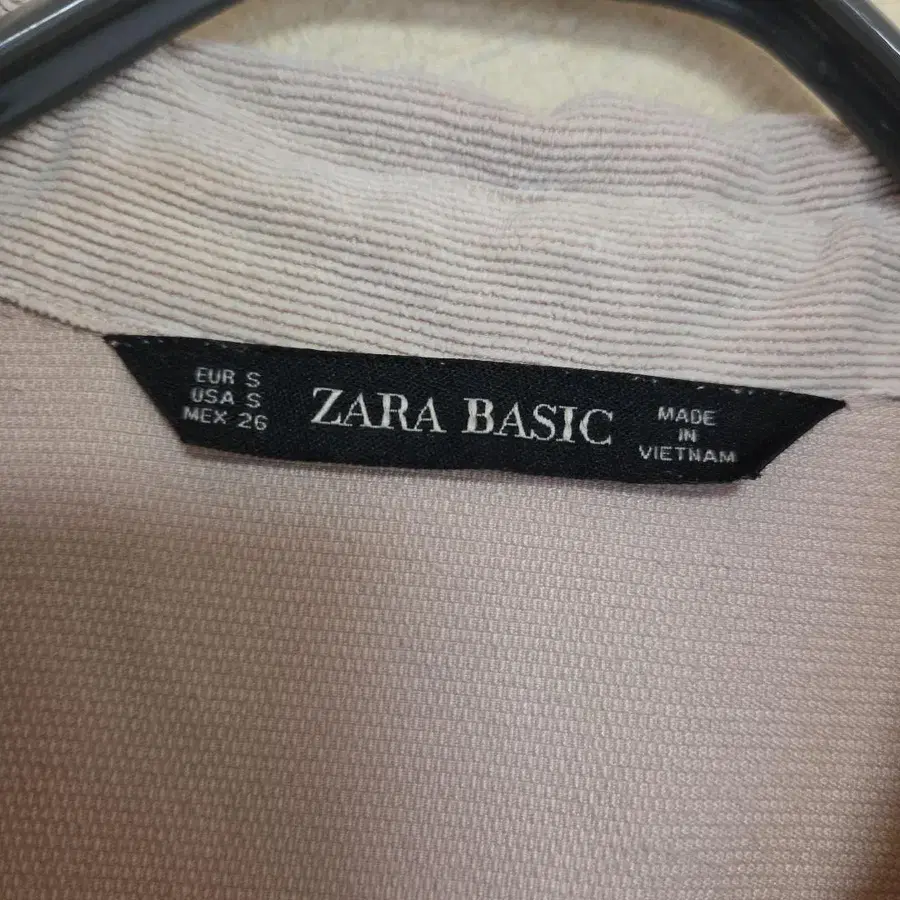 EUR S
USA S
MEX 26
ZARA BASIC
MADE
IN
VIETNAM